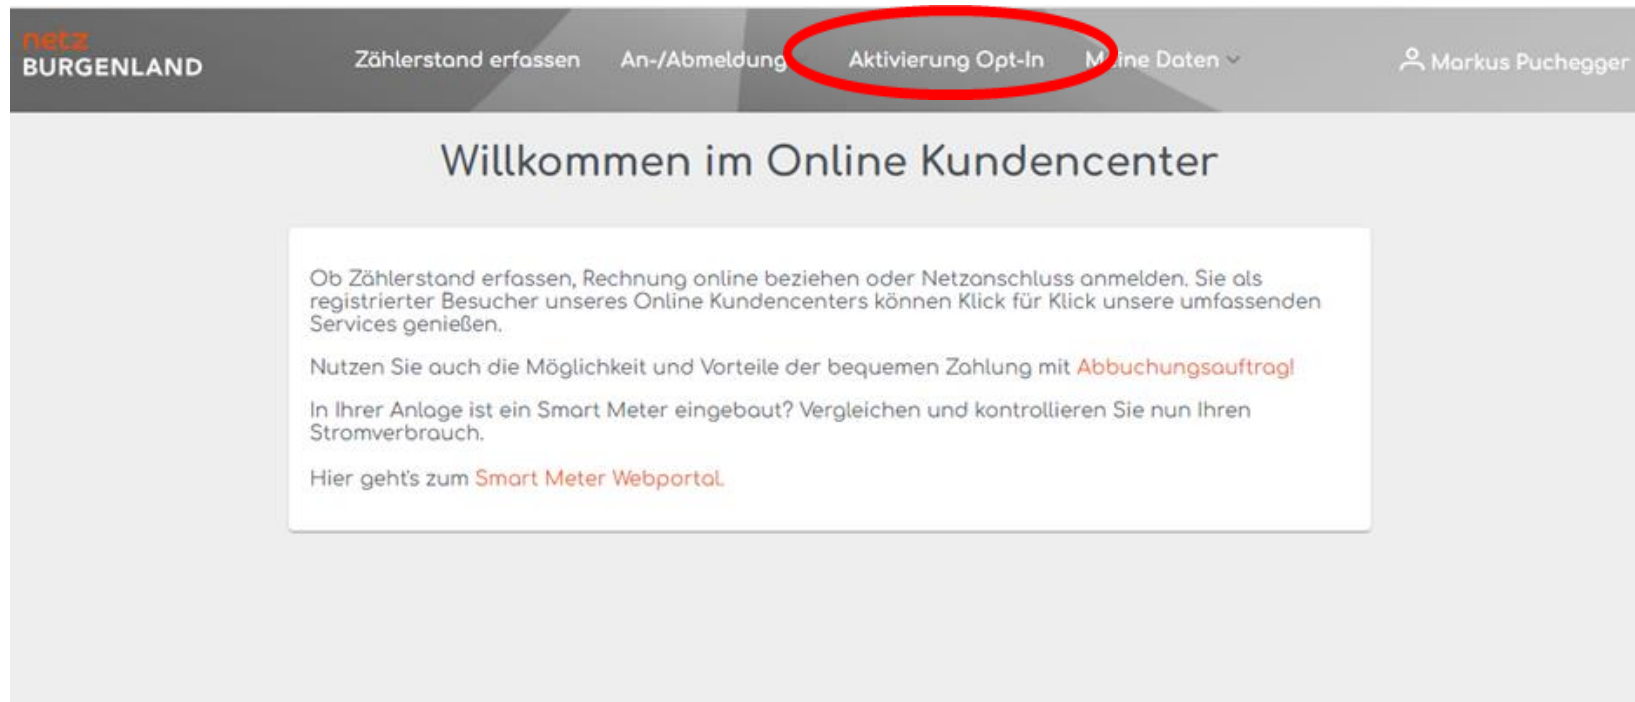 netz
BURGENLAND
Zählerstand erfassen An-/Abmeldung Aktivierung Opt-In Meine Daten Markus Puchegger
Willkommen im Online Kundencenter
Ob Zählerstand erfassen, Rechnung online beziehen oder Netzanschluss anmelden. Sie als
registrierter Besucher unseres Online Kundencenters können Klick für Klick unsere umfassenden
Services genießen.
Nutzen Sie auch die Möglichkeit und Vorteile der bequemen Zahlung mit Abbuchungsauftrag!
In Ihrer Anlage ist ein Smart Meter eingebaut? Vergleichen und kontrollieren Sie nun Ihren
Stromverbrauch.
Hier geht's zum Smart Meter Webportal.